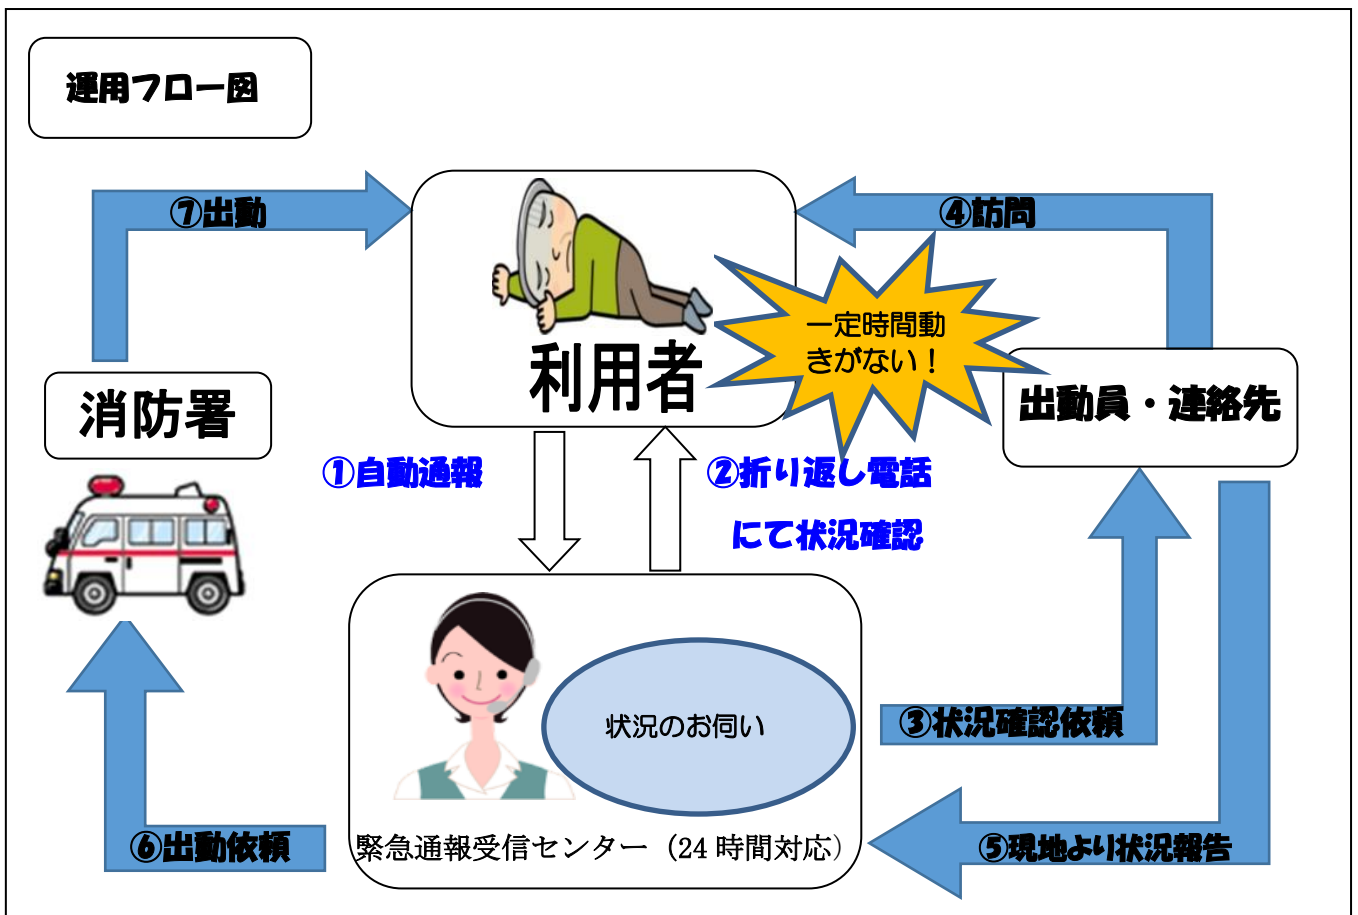 運用フロー図
⑦出動
④訪問
一定時間動
きがない！
利用者
消防署
出動員・連絡先
①自動通報
②折り返し電話
にて状況確認
状況のお伺い
③状況確認依頼
⑥出動依頼
緊急通報受信センター（24時間対応）
⑤現地より状況報告